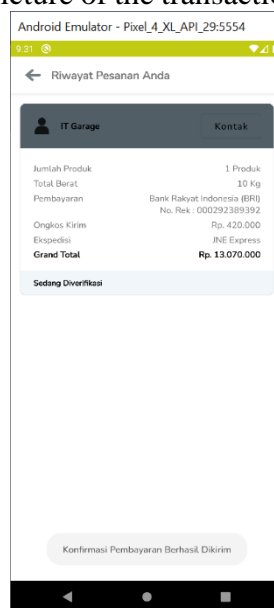 icture of the transactio
Android Emulator - Pixel_4_XL_API_29:5554
9:31
Riwayat Pesanan Anda
IT Garage
Kontak
Jumlah Produk 1 Produk
Total Berat 10 Kg
Pembayaran Bank Rakyat Indonesia (BRI)
No. Rek : 000292389392
Ongkos Kirim Rp. 420.000
Ekspedisi JNE Express
Grand Total Rp. 13.070.000
Sedang Diverifikasi
Konfirmasi Pembayaran Berhasil Dikirim